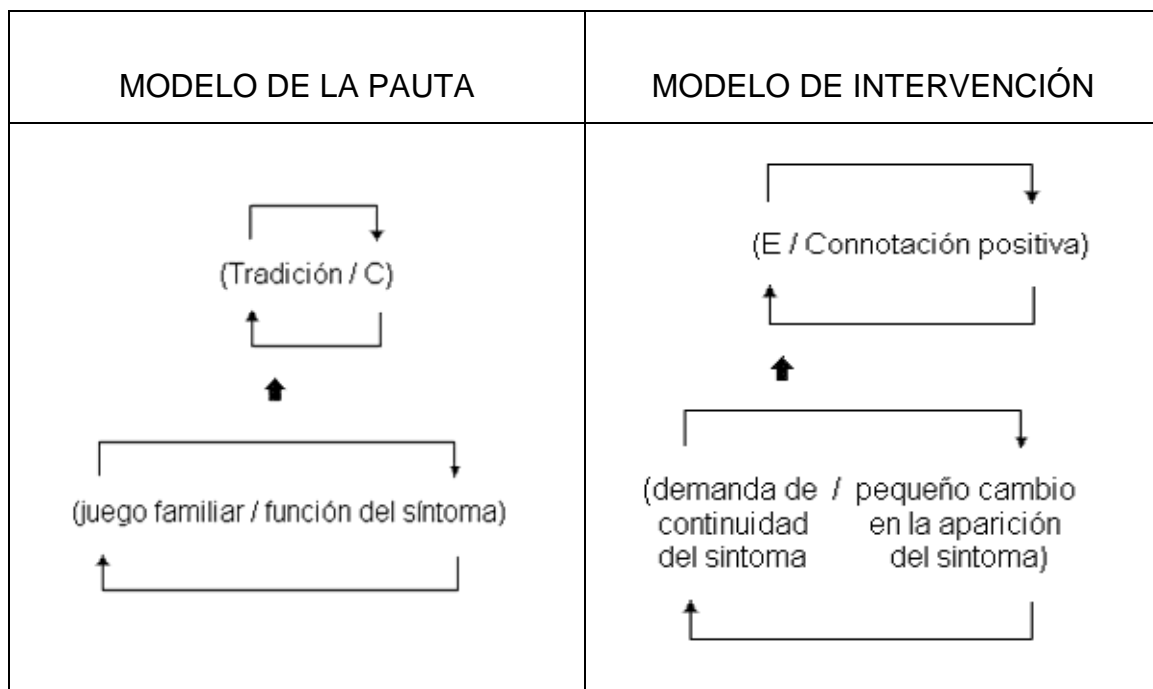 MODELO DE LA PAUTA
MODELO DE INTERVENCIÓN
(Tradición / C)
(juego familiar / función del síntoma)
(E / Connotación positiva)
(demanda de / pequeño cambio
continuidad en la aparición
del sintoma del sintoma)